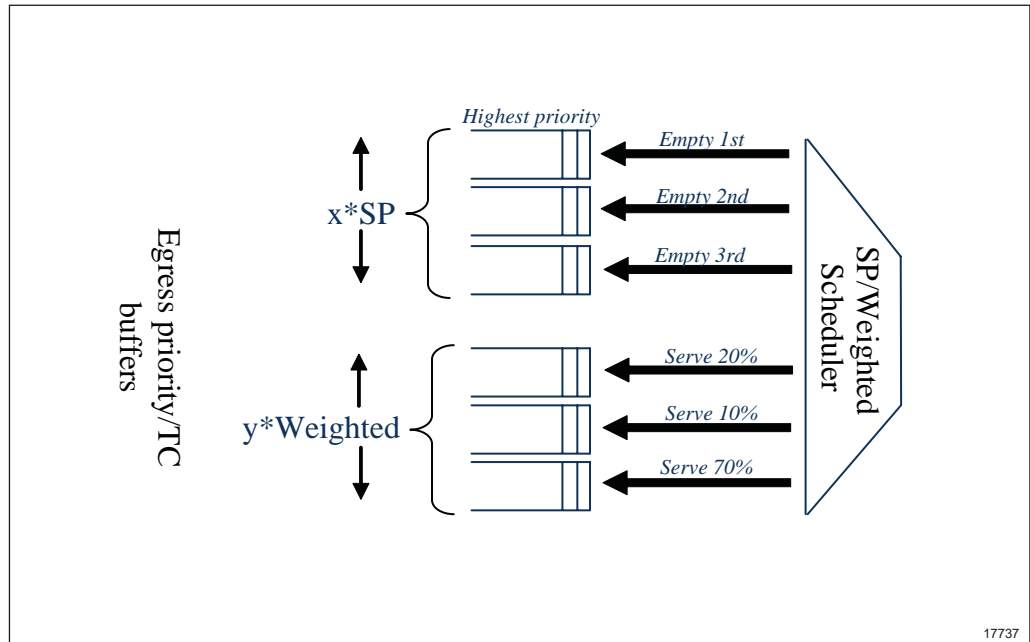 Highest priority
Empty 1st
Empty 2nd
Empty 3rd
x*SP
Serve 20%
Serve 10%
Serve 70%
y*Weighted
Egress priority/TC
buffers
SP/Weighted
Scheduler
17737